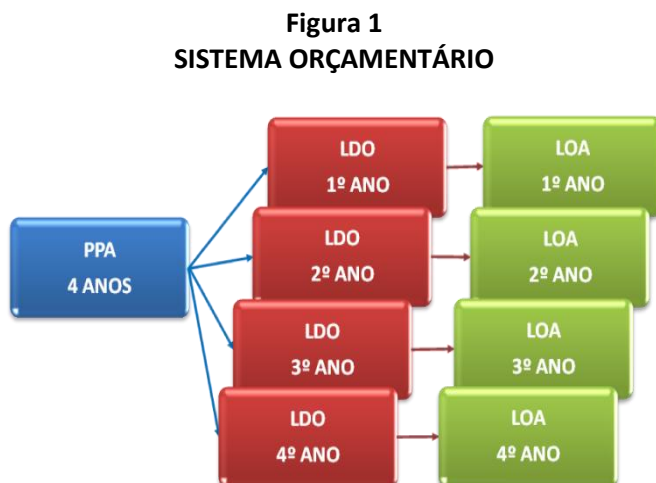 Figura 1
SISTEMA ORÇAMENTÁRIO
LDO
1º ANO
LOA
1º ANO
PPA
4 ANOS
LDO
2º ANO
LOA
2º ANO
LDO
3º ANO
LOA
3º ANO
LDO
4º ANO
LOA
4º ANO